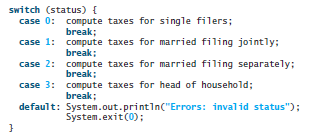 switch (status) {
  case 0:  compute taxes for single filers;
           break;
  case 1:  compute taxes for married filing jointly;
           break;
  case 2:  compute taxes for married filing separately;
           break;
  case 3:  compute taxes for head of household;
           break;
  default: System.out.println("Errors: invalid status");
           System.exit(0);
}